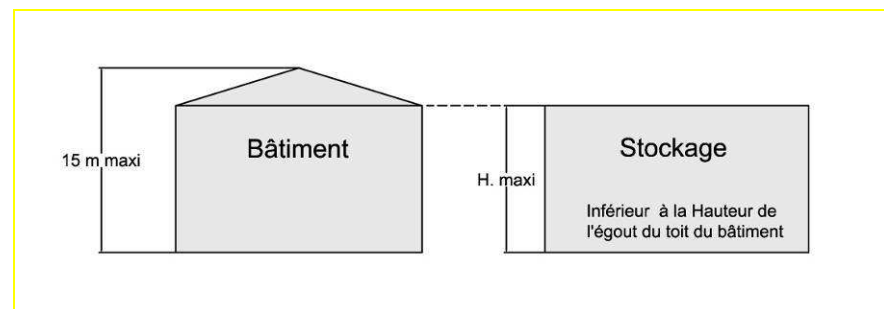 15 m maxi
Bâtiment
H. maxi
Stockage
Inférieur à la Hauteur de
l'égout du toit du bâtiment